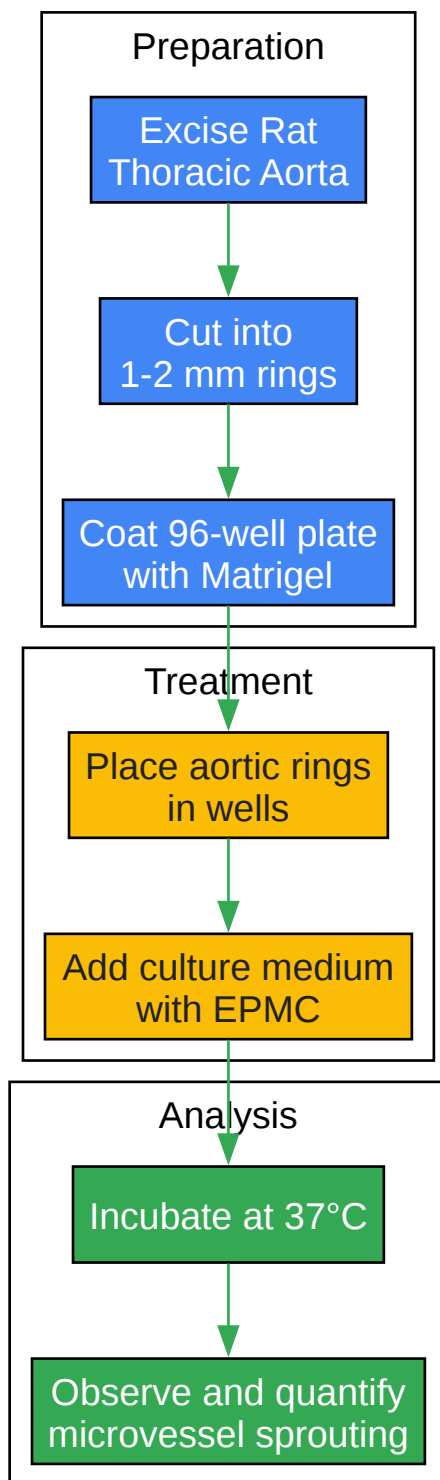 Preparation
Excise Rat
Thoracic Aorta
Cut into
1-2 mm rings
Coat 96-well plate
with Matrigel
Treatment
Place aortic rings
in wells
Add culture medium
with EPMC
Analysis
Incubate at 37°C
Observe and quantify
microvessel sprouting